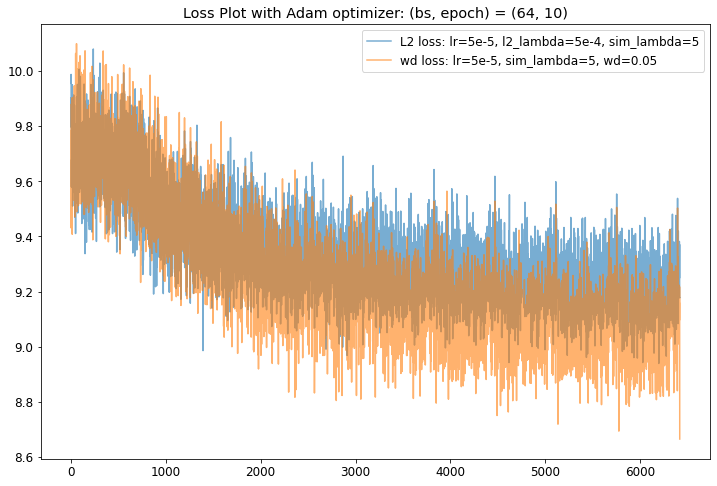 Loss Plot with Adam optimizer: (bs, epoch) = (64, 10)
L2 loss: lr=5e-5, l2_lambda=5e-4, sim_lambda=5
wd loss: lr=5e-5, sim_lambda=5, wd=0.05
10.0
9.8
9.6
9.4
9.2
9.0
8.8
8.6
0 1000 2000 3000 4000 5000 6000